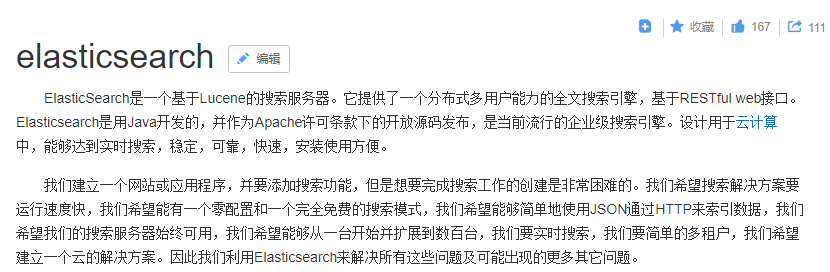 收藏 167 111
elasticsearch 编辑
ElasticSearch是一个基于Lucene的搜索服务器。它提供了一个分布式多用户能力的全文搜索引擎，基于RESTful web接口。
Elasticsearch是用Java开发的，并作为Apache许可条款下的开放源码发布，是当前流行的企业级搜索引擎。设计用于云计算
中，能够达到实时搜索，稳定，可靠，快速，安装使用方便。
我们建立一个网站或应用程序，并要添加搜索功能，但是想要完成搜索工作的创建是非常困难的。我们希望搜索解决方案要
运行速度快，我们希望能有一个零配置和一个完全免费的搜索模式，我们希望能够简单地使用JSON通过HTTP来索引数据，我们
希望我们的搜索服务器始终可用，我们希望能够从一台开始并扩展到数百台，我们要实时搜索，我们要简单的多租户，我们希望
建立一个云的解决方案。因此我们利用Elasticsearch来解决所有这些问题及可能出现的更多其它问题。